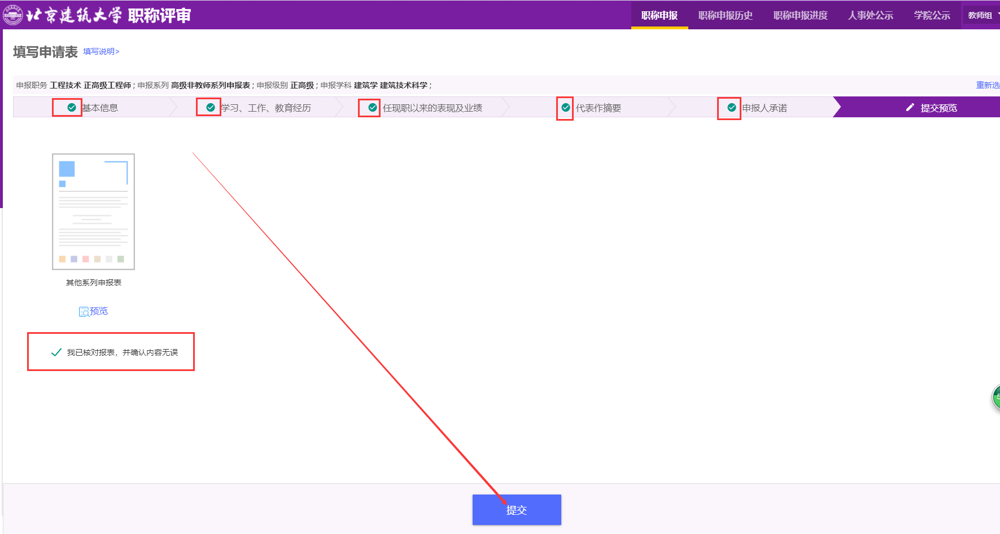 北京建筑大学 职称评审 职称申报 职称申报历史 职称申报进度 人事处公示 学院公示 教师组
填写申请表 填写说明>
申报职务 工程技术 正高级工程师 ; 申报系列 高级非教师系列申报表 ; 申报级别 正高级 ; 申报学科 建筑学 建筑技术科学 ; 重新选
基本信息 学习、工作、教育经历 任现职以来的表现及业绩 代表作摘要 申报人承诺 提交预览
其他系列申报表
预览
我已核对报表，并确认内容无误
5
提交